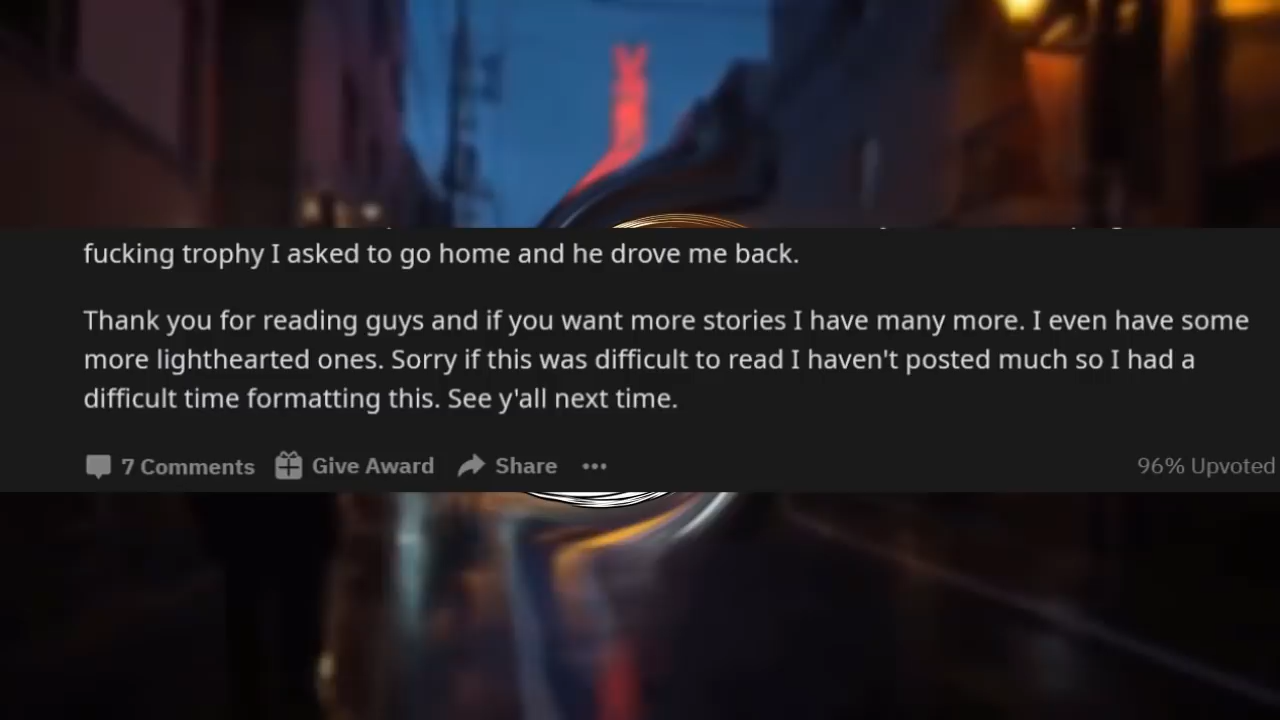 fucking trophy I asked to go home and he drove me back.
Thank you for reading guys and if you want more stories I have many more. I even have some
more lighthearted ones. Sorry if this was difficult to read I haven't posted much so I had a
difficult time formatting this. See y'all next time.
7 Comments Give Award Share 96% Upvoted